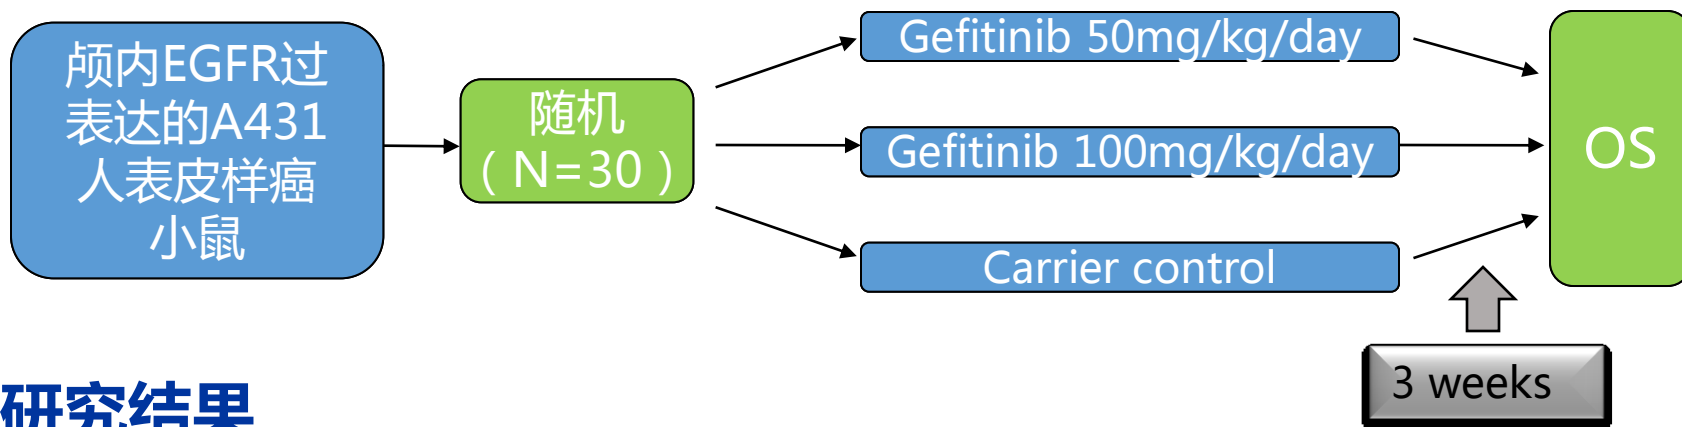 颅内EGFR过
表达的A431
人表皮样癌
小鼠
随机
（N=30）
Gefitinib 50mg/kg/day
Gefitinib 100mg/kg/day
Carrier control
OS
3 weeks
研究结果